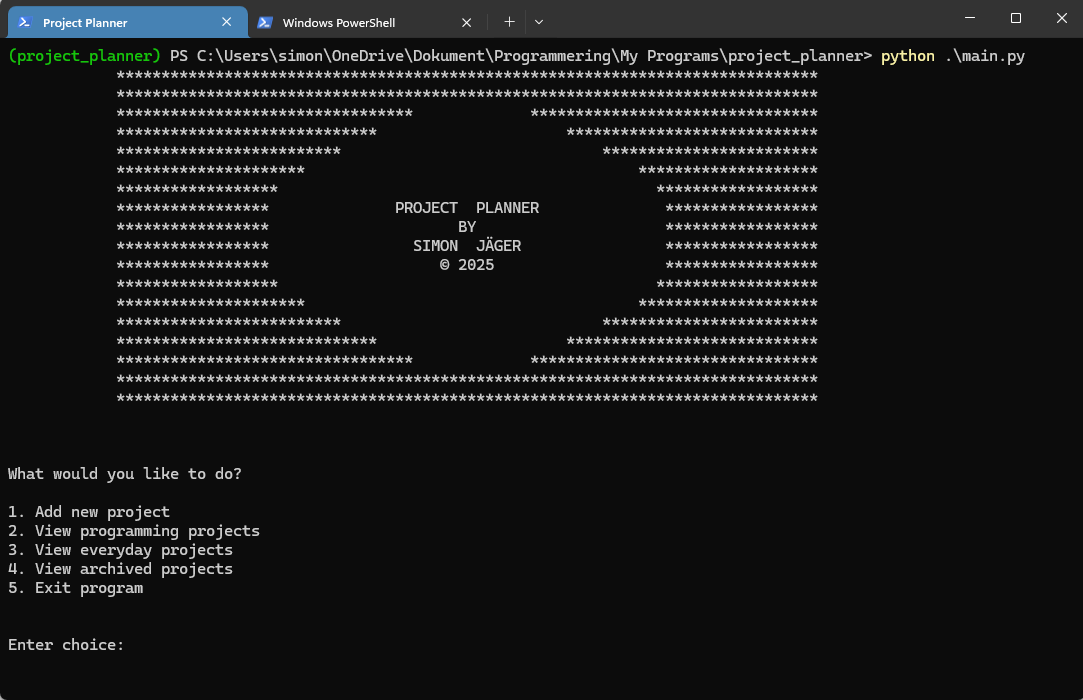 Project Planner
Windows PowerShell
(project_planner) PS C:\Users\simon\OneDrive\Dokument\Programmering\My Programs\project_planner> python .\main.py
******************************************************************************
******************************************************************************
*********************************             ********************************
*****************************                     ****************************
*************************                             ************************
*********************                                     ********************
******************                                          ******************
*****************              PROJECT  PLANNER              *****************
*****************                     BY                     *****************
*****************                SIMON  JÄGER                *****************
*****************                   © 2025                   *****************
******************                                          ******************
*********************                                     ********************
*************************                             ************************
*****************************                     ****************************
*********************************             ********************************
******************************************************************************
******************************************************************************
What would you like to do?
1. Add new project
2. View programming projects
3. View everyday projects
4. View archived projects
5. Exit program
Enter choice: